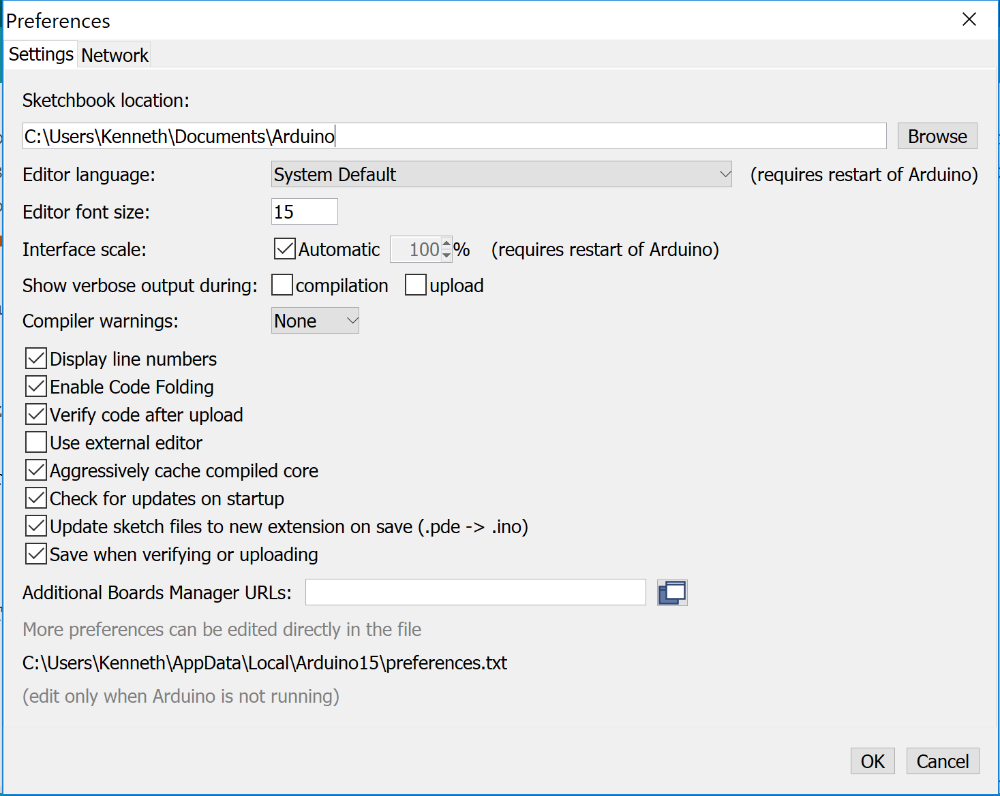 Preferences
Settings Network
Sketchbook location:
C:\Users\Kenneth\Documents\Arduino Browse
Editor language: System Default (requires restart of Arduino)
Editor font size: 15
Interface scale: Automatic 100 % (requires restart of Arduino)
Show verbose output during: compilation upload
Compiler warnings: None
Display line numbers
Enable Code Folding
Verify code after upload
Use external editor
Aggressively cache compiled core
Check for updates on startup
Update sketch files to new extension on save (.pde -> .ino)
Save when verifying or uploading
Additional Boards Manager URLs:
More preferences can be edited directly in the file
C:\Users\Kenneth\AppData\Local\Arduino15\preferences.txt
(edit only when Arduino is not running)
OK Cancel